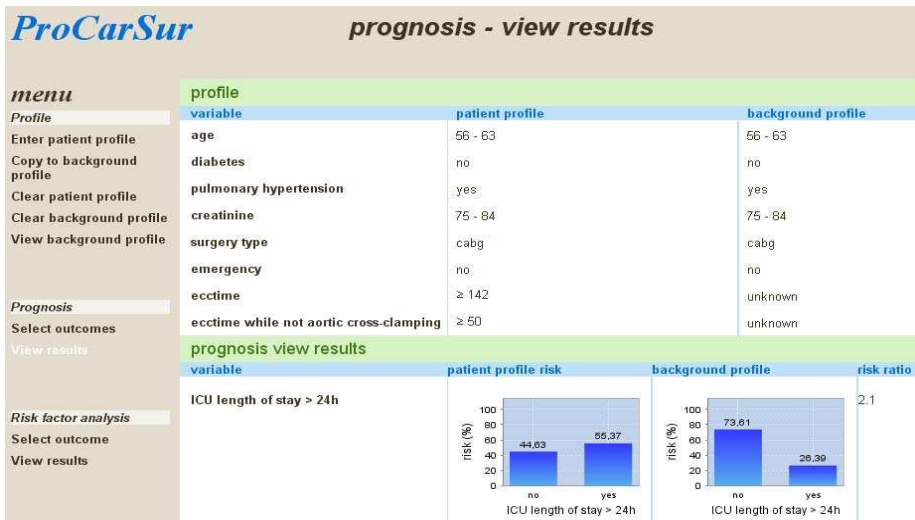 ProCarSur
prognosis - view results
menu
Profile
Enter patient profile
Copy to background
profile
Clear patient profile
Clear background profile
View background profile
Prognosis
Select outcomes
View results
Risk factor analysis
Select outcome
View results
profile
variable patient profile background profile
age 56 - 63 56 - 63
diabetes no no
pulmonary hypertension yes yes
creatinine 75 - 84 75 - 84
surgery type cabg cabg
emergency no no
ecctime ≥ 142 unknown
ecctime while not aortic cross-clamping ≥ 50 unknown
prognosis view results
variable patient profile risk background profile risk ratio
ICU length of stay > 24h 2.1
risk (%)
100
80
60
40
20
0
44,63
55,37
no yes
ICU length of stay > 24h
risk (%)
100
80
60
40
20
0
73,61
26,39
no yes
ICU length of stay > 24h